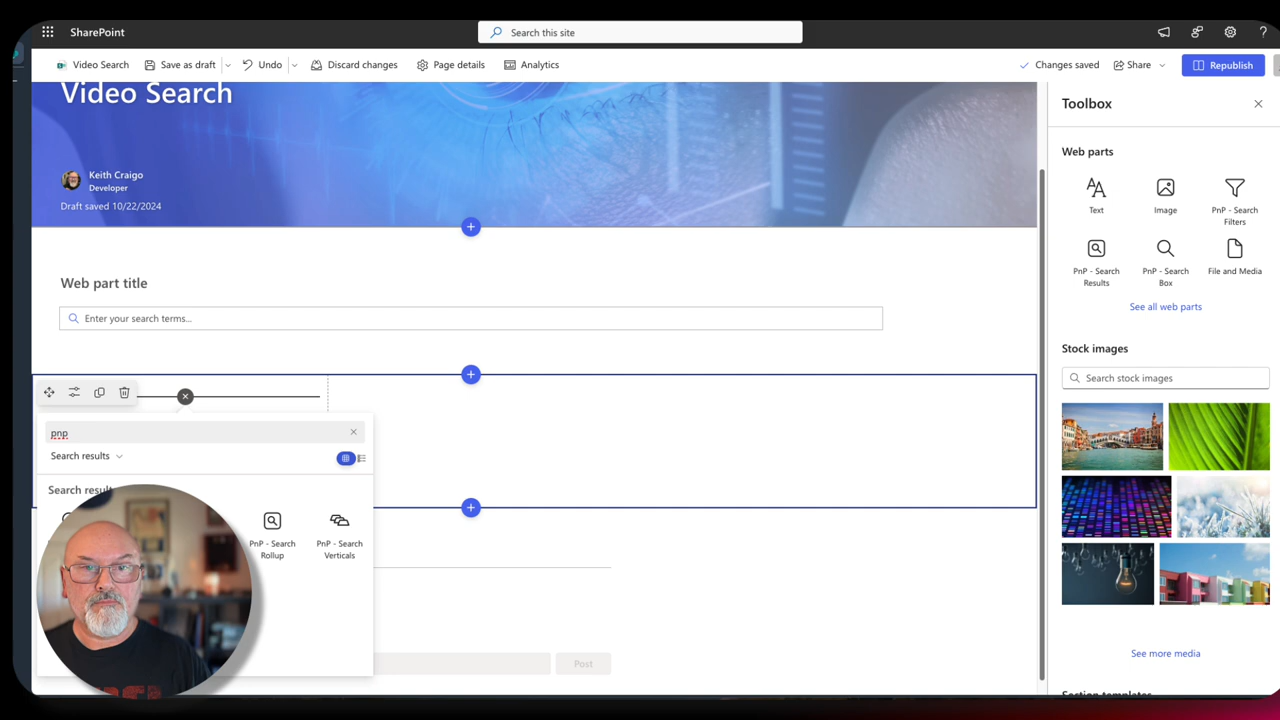 SharePoint
Search this site
Video Search
Save as draft
Undo
Discard changes
Page details
Analytics
Changes saved
Share
Republish
Video Search
Keith Craigo
Developer
Draft saved 10/22/2024
Web part title
Enter your search terms...
pnp
Search results
PnP - Search
Rollup
PnP - Search
Verticals
Post
Toolbox
Web parts
Text
Image
PnP - Search
Filters
PnP - Search
Results
PnP - Search
Box
File and Media
See all web parts
Stock images
Search stock images
See more media